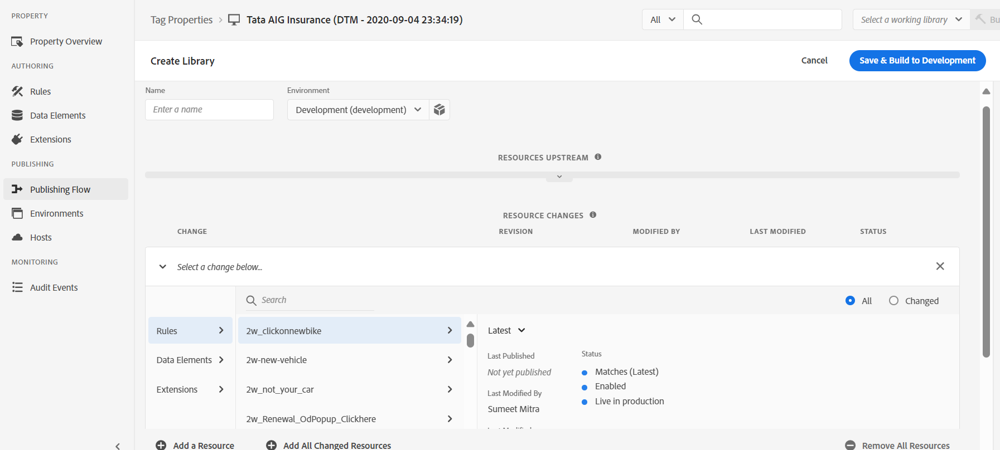 PROPERTY
Property Overview
AUTHORING
Rules
Data Elements
Extensions
PUBLISHING
Publishing Flow
Environments
Hosts
MONITORING
Audit Events
Tag Properties
Tata AIG Insurance (DTM - 2020-09-04 23:34:19)
All
Select a working library
Bu
Create Library
Cancel
Save & Build to Development
Name
Environment
Enter a name
Development (development)
RESOURCES UPSTREAM
RESOURCE CHANGES
CHANGE REVISION MODIFIED BY LAST MODIFIED STATUS
Select a change below...
Search
All
Changed
Rules
Data Elements
Extensions
2w_clickonnewbike
2w-new-vehicle
2w_not_your_car
2w_Renewal_OdPopup_Clickhere
Latest
Last Published
Not yet published
Last Modified By
Sumeet Mitra
Status
Matches (Latest)
Enabled
Live in production
Add a Resource
Add All Changed Resources
Remove All Resources